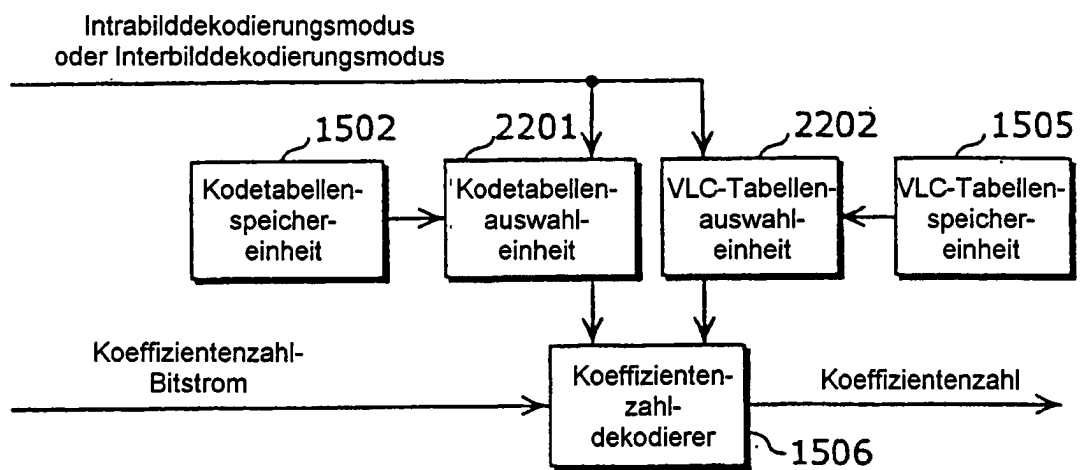 Intrabilddekodierungsmodus
oder Interbilddekodierungsmodus
1502
2201
2202
1505
Kodetabellen-
speicher-
einheit
Kodetabellen-
auswahl-
einheit
VLC-Tabellen-
auswahl-
einheit
VLC-Tabellen-
speicher-
einheit
Koeffizientenzahl-
Bitstrom
Koeffizienten-
zahl-
dekodierer
Koeffizientenzahl
1506